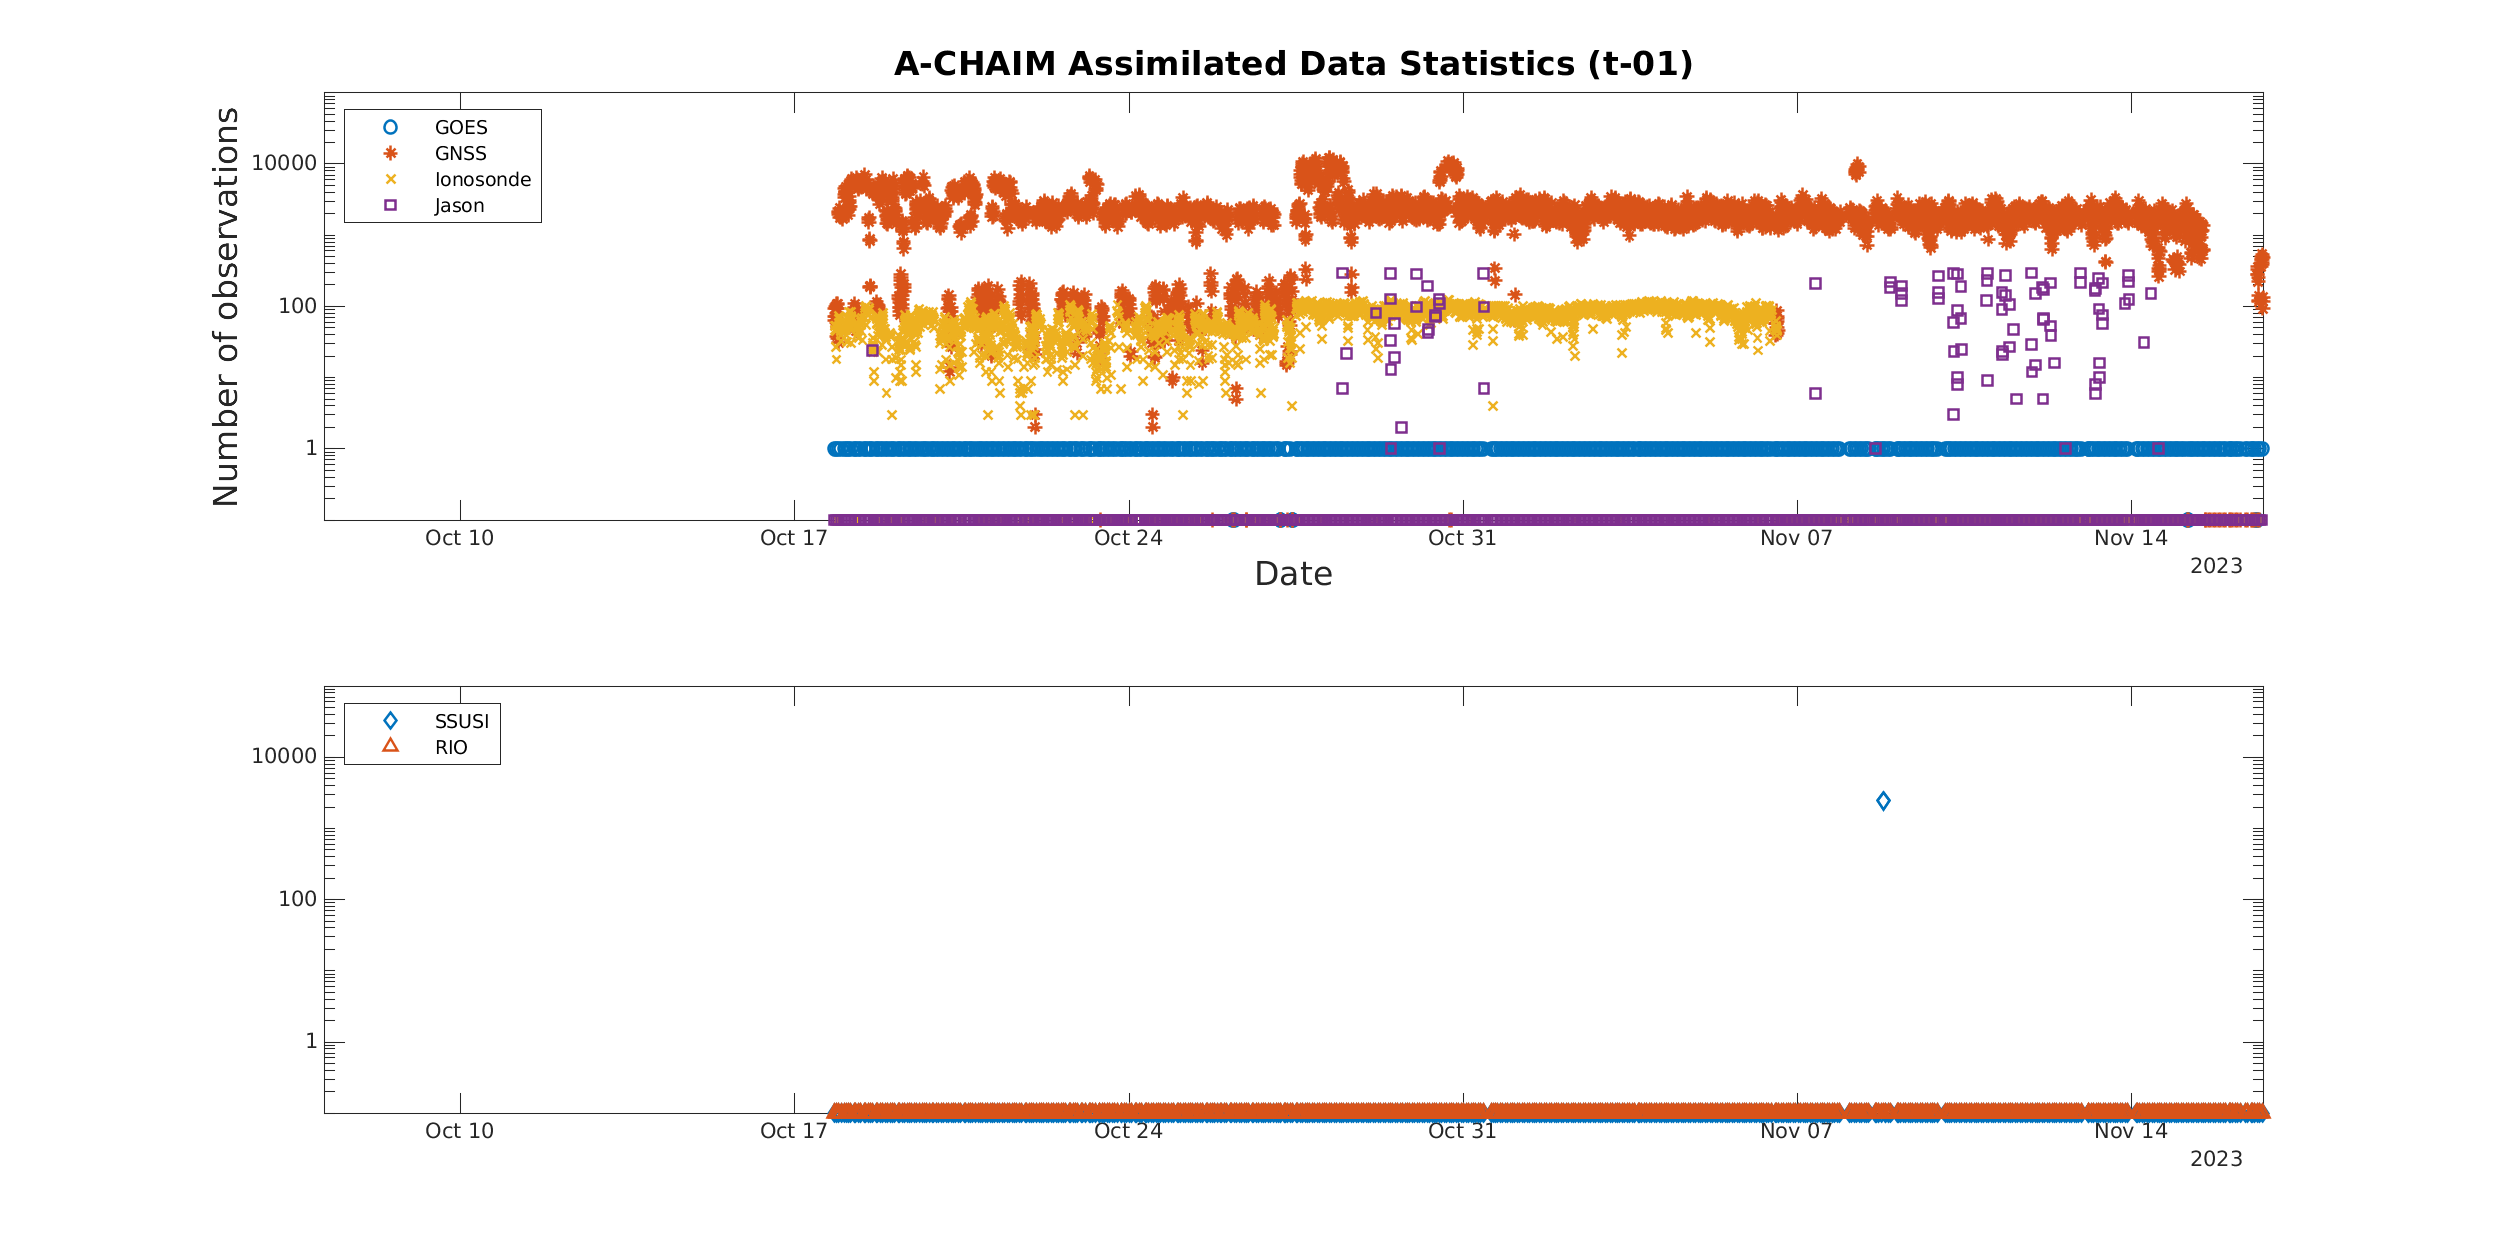 A-CHAIM Assimilated Data Statistics (t-01)
Number of observations
GOES
GNSS
Ionosonde
Jason
10000
100
1
Oct 10 Oct 17 Oct 24 Oct 31 Nov 07 Nov 14
2023
Date
SSUSI
RIO
10000
100
1
Oct 10 Oct 17 Oct 24 Oct 31 Nov 07 Nov 14
2023